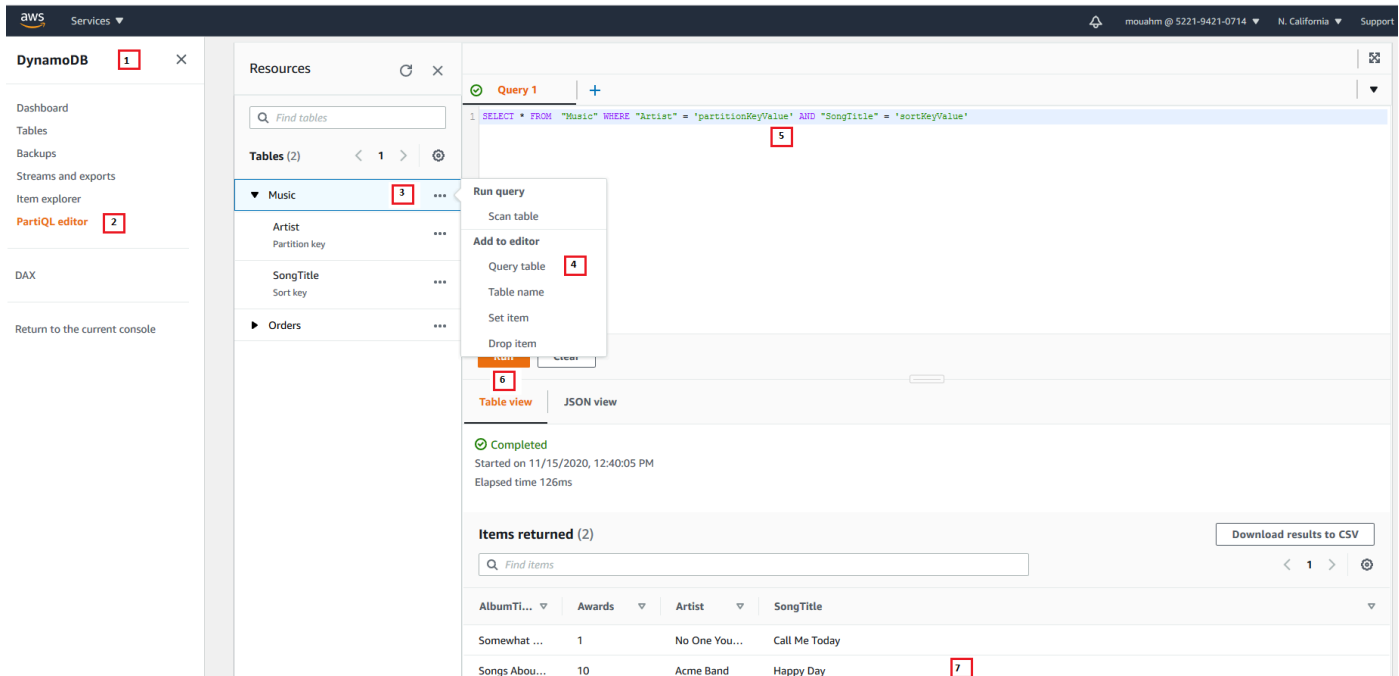 aws Services ▼ mouahm @ 5221-9421-0714 ▼ N. California ▼ Support
DynamoDB 1
Dashboard
Tables
Backups
Streams and exports
Item explorer
PartiQL editor 2
DAX
Return to the current console
Resources
Find tables
Tables (2) < 1 >
▼ Music 3 ...
Artist ...
Partition key
SongTitle ...
Sort key
▶ Orders ...
Run query
Scan table
Add to editor
Query table 4
Table name
Set item
Drop item
Query 1 +
1 SELECT * FROM "Music" WHERE "Artist" = 'partitionKeyValue' AND "SongTitle" = 'sortKeyValue'
5
Run Clear
6
Table view JSON view
Completed
Started on 11/15/2020, 12:40:05 PM
Elapsed time 126ms
Items returned (2) Download results to CSV
Find items < 1 >
AlbumTi... Awards Artist SongTitle
Somewhat ... 1 No One You... Call Me Today
Songs Abou... 10 Acme Band Happy Day 7